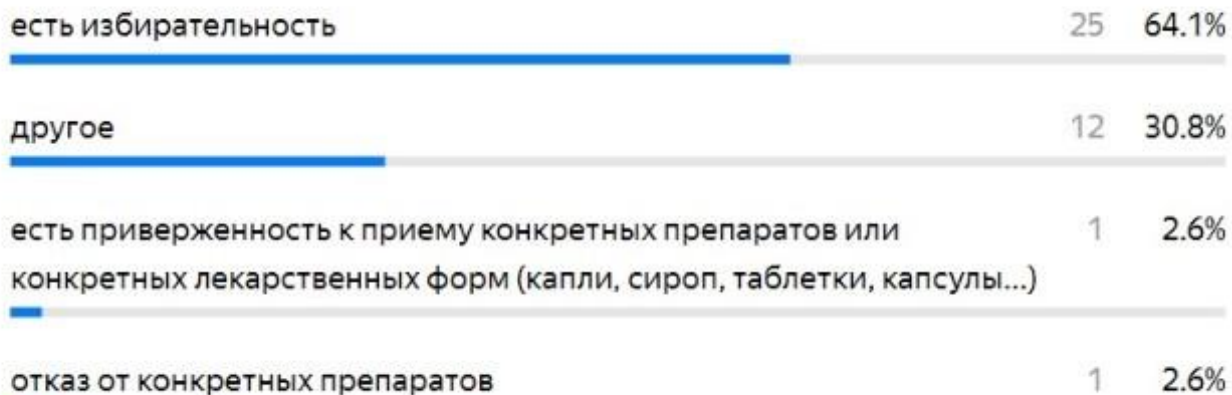 есть избирательность 25 64.1%
другое 12 30.8%
есть приверженность к приему конкретных препаратов или 1 2.6%
конкретных лекарственных форм (капли, сироп, таблетки, капсулы...)
отказ от конкретных препаратов 1 2.6%